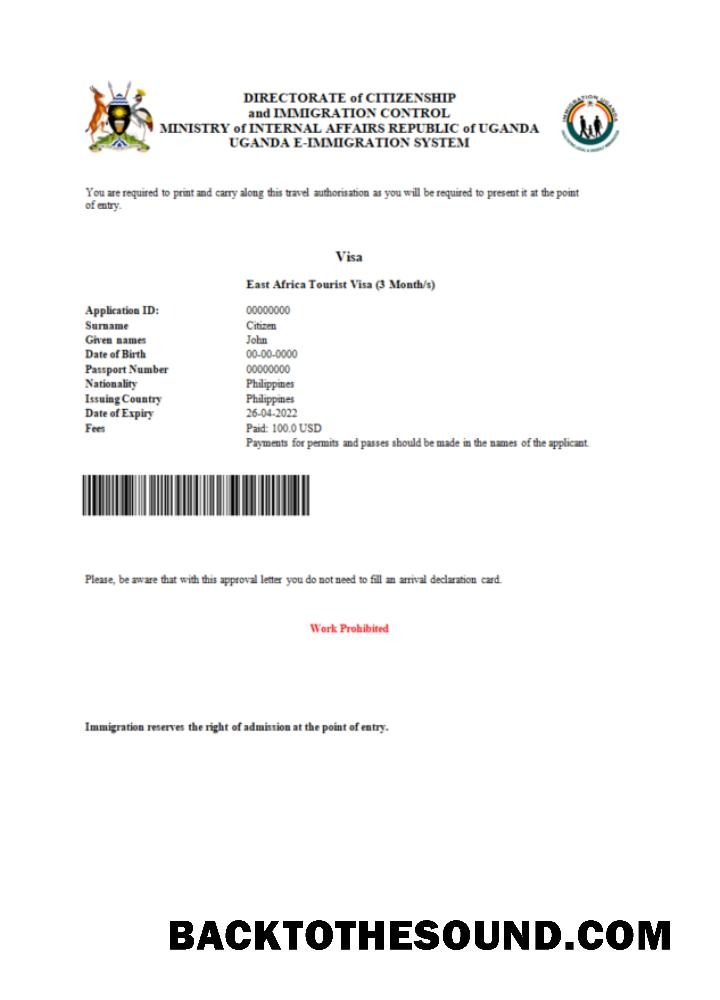 DIRECTORATE of CITIZENSHIP
and IMMIGRATION CONTROL
MINISTRY of INTERNAL AFFAIRS REPUBLIC of UGANDA
UGANDA E-IMMIGRATION SYSTEM
IMMIGRATION UGANDA
You are required to print and carry along this travel authorisation as you will be required to present it at the point
of entry.
Visa
East Africa Tourist Visa (3 Month/s)
Application ID: 00000000
Surname Citizen
Given names John
Date of Birth 00-00-0000
Passport Number 00000000
Nationality Philippines
Issuing Country Philippines
Date of Expiry 26-04-2022
Fees Paid: 100.0 USD
Payments for permits and passes should be made in the names of the applicant.
Please, be aware that with this approval letter you do not need to fill an arrival declaration card.
Work Prohibited
Immigration reserves the right of admission at the point of entry.
BACKTOTHESOUND.COM